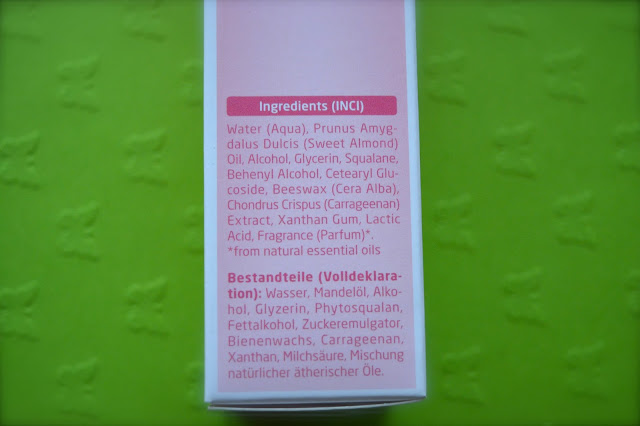 Ingredients (INCI)
Water (Aqua), Prunus Amyg-
dalus Dulcis (Sweet Almond)
Oil, Alcohol, Glycerin, Squalane,
Behenyl Alcohol, Cetearyl Glu-
coside, Beeswax (Cera Alba),
Chondrus Crispus (Carrageenan)
Extract, Xanthan Gum, Lactic
Acid, Fragrance (Parfum)*.
*from natural essential oils
Bestandteile (Volldeklara-
tion): Wasser, Mandelöl, Alko-
hol, Glyzerin, Phytosqualan,
Fettalkohol, Zuckeremulgator,
Bienenwachs, Carrageenan,
Xanthan, Milchsäure, Mischung
natürlicher ätherischer Öle.